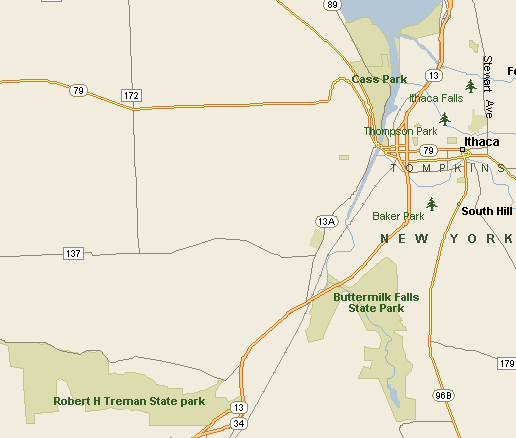 89
Cass Park
Stewart Ave
Fo
13
79
172
Ithaca Falls
Thompson Park
79
Ithaca
TOMPKINS
Baker Park
South Hill
13A
NEW YORK
137
Buttermilk Falls
State Park
179
96B
Robert H Treman State park
13
34